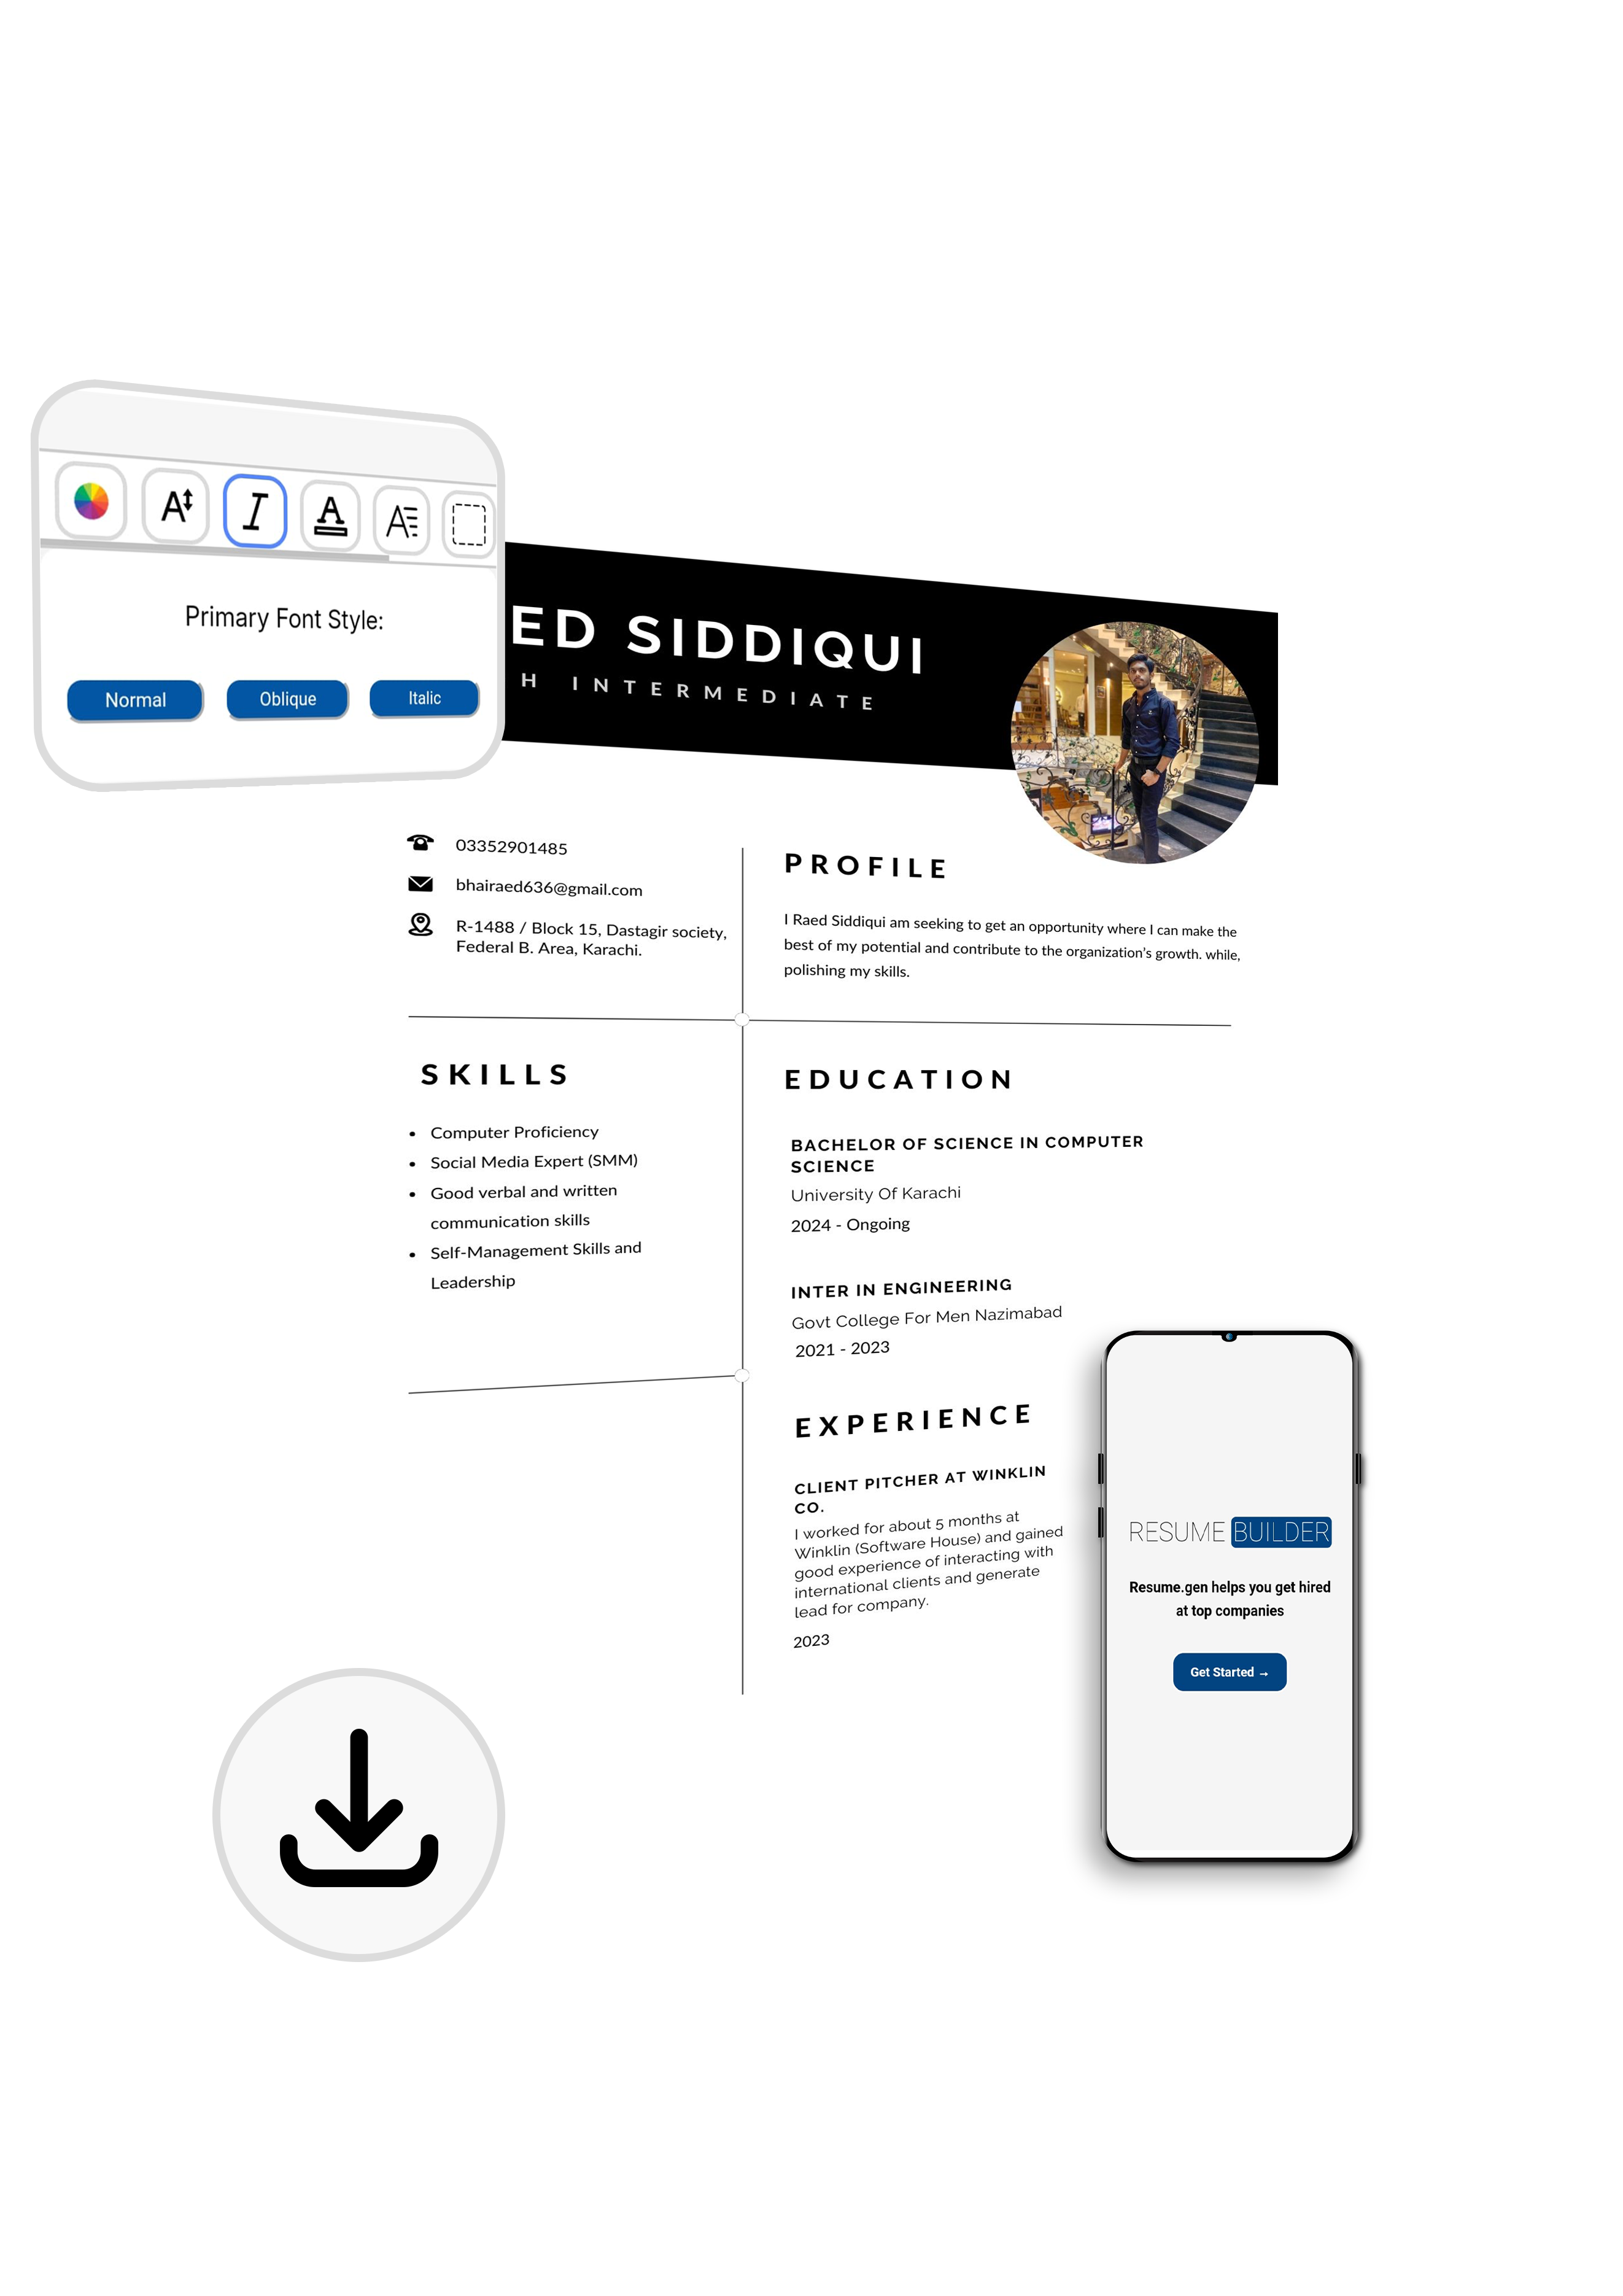 Primary Font Style:
Normal
Oblique
Italic
ED SIDDIQUI
H INTERMEDIATE
03352901485
bhairaed636@gmail.com
R-1488 / Block 15, Dastagir society,
Federal B. Area, Karachi.
PROFILE
I Raed Siddiqui am seeking to get an opportunity where I can make the
best of my potential and contribute to the organization's growth. while,
polishing my skills.
SKILLS
• Computer Proficiency
• Social Media Expert (SMM)
• Good verbal and written
communication skills
• Self-Management Skills and
Leadership
EDUCATION
BACHELOR OF SCIENCE IN COMPUTER
SCIENCE
University Of Karachi
2024 - Ongoing
INTER IN ENGINEERING
Govt College For Men Nazimabad
2021 - 2023
EXPERIENCE
CLIENT PITCHER AT WINKLIN
CO.
I worked for about 5 months at
Winklin (Software House) and gained
good experience of interacting with
international clients and generate
lead for company.
2023
RESUME BUILDER
Resume.gen helps you get hired
at top companies
Get Started →